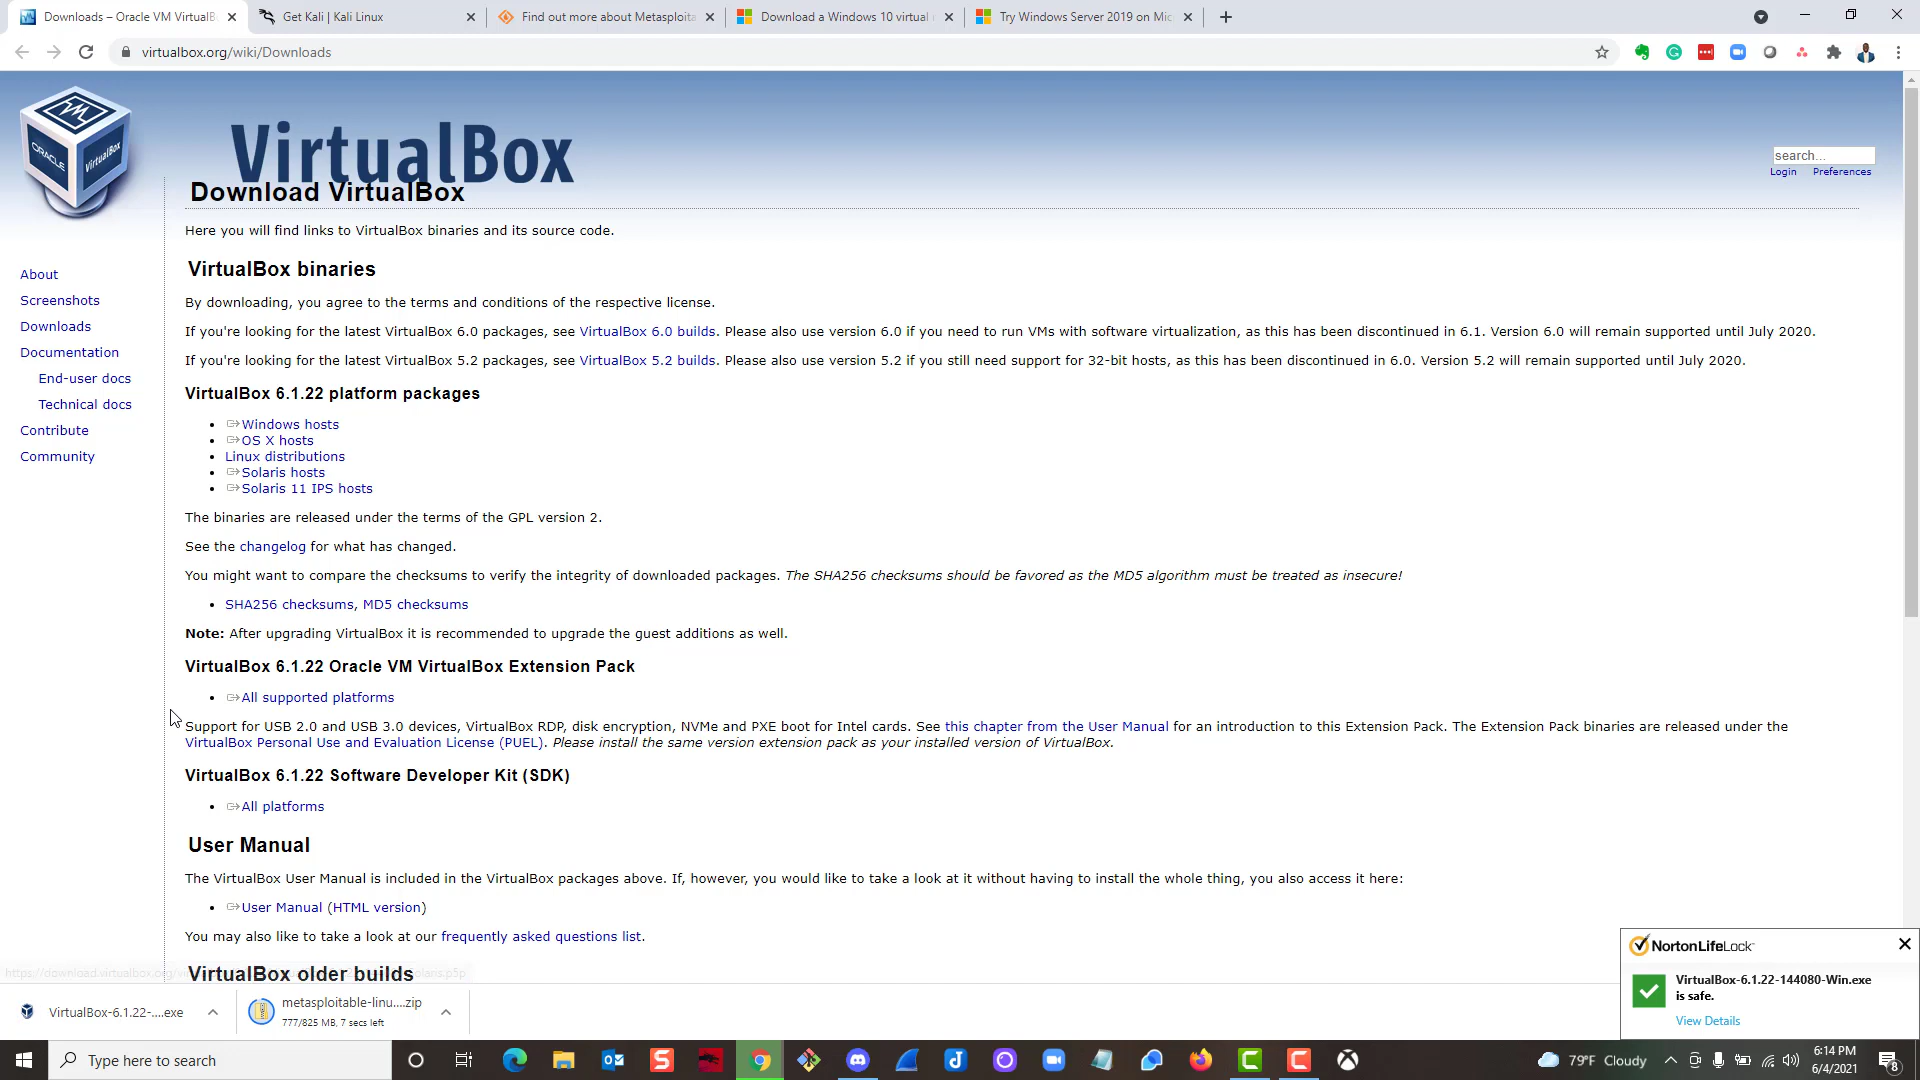 Downloads – Oracle VM VirtualB
Get Kali | Kali Linux
Find out more about Metasploita
Download a Windows 10 virtual
Try Windows Server 2019 on Mic
virtualbox.org/wiki/Downloads
ORACLE
VirtualBox
VirtualBox
search...
Login Preferences
Download VirtualBox
Here you will find links to VirtualBox binaries and its source code.
About
Screenshots
Downloads
Documentation
End-user docs
Technical docs
Contribute
Community
VirtualBox binaries
By downloading, you agree to the terms and conditions of the respective license.
If you're looking for the latest VirtualBox 6.0 packages, see VirtualBox 6.0 builds. Please also use version 6.0 if you need to run VMs with software virtualization, as this has been discontinued in 6.1. Version 6.0 will remain supported until July 2020.
If you're looking for the latest VirtualBox 5.2 packages, see VirtualBox 5.2 builds. Please also use version 5.2 if you still need support for 32-bit hosts, as this has been discontinued in 6.0. Version 5.2 will remain supported until July 2020.
VirtualBox 6.1.22 platform packages
• Windows hosts
• OS X hosts
• Linux distributions
• Solaris hosts
• Solaris 11 IPS hosts
The binaries are released under the terms of the GPL version 2.
See the changelog for what has changed.
You might want to compare the checksums to verify the integrity of downloaded packages. The SHA256 checksums should be favored as the MD5 algorithm must be treated as insecure!
• SHA256 checksums, MD5 checksums
Note: After upgrading VirtualBox it is recommended to upgrade the guest additions as well.
VirtualBox 6.1.22 Oracle VM VirtualBox Extension Pack
• All supported platforms
Support for USB 2.0 and USB 3.0 devices, VirtualBox RDP, disk encryption, NVMe and PXE boot for Intel cards. See this chapter from the User Manual for an introduction to this Extension Pack. The Extension Pack binaries are released under the
VirtualBox Personal Use and Evaluation License (PUEL). Please install the same version extension pack as your installed version of VirtualBox.
VirtualBox 6.1.22 Software Developer Kit (SDK)
• All platforms
User Manual
The VirtualBox User Manual is included in the VirtualBox packages above. If, however, you would like to take a look at it without having to install the whole thing, you also access it here:
• User Manual (HTML version)
You may also like to take a look at our frequently asked questions list.
VirtualBox older builds
https://download.virtualbox.org/vi
olaris.p5p
NortonLifeLock
VirtualBox-6.1.22-144080-Win.exe
is safe.
View Details
VirtualBox-6.1.22-....exe
metasploitable-linu....zip
777/825 MB, 7 secs left
Type here to search
79°F Cloudy
6:14 PM
6/4/2021
8